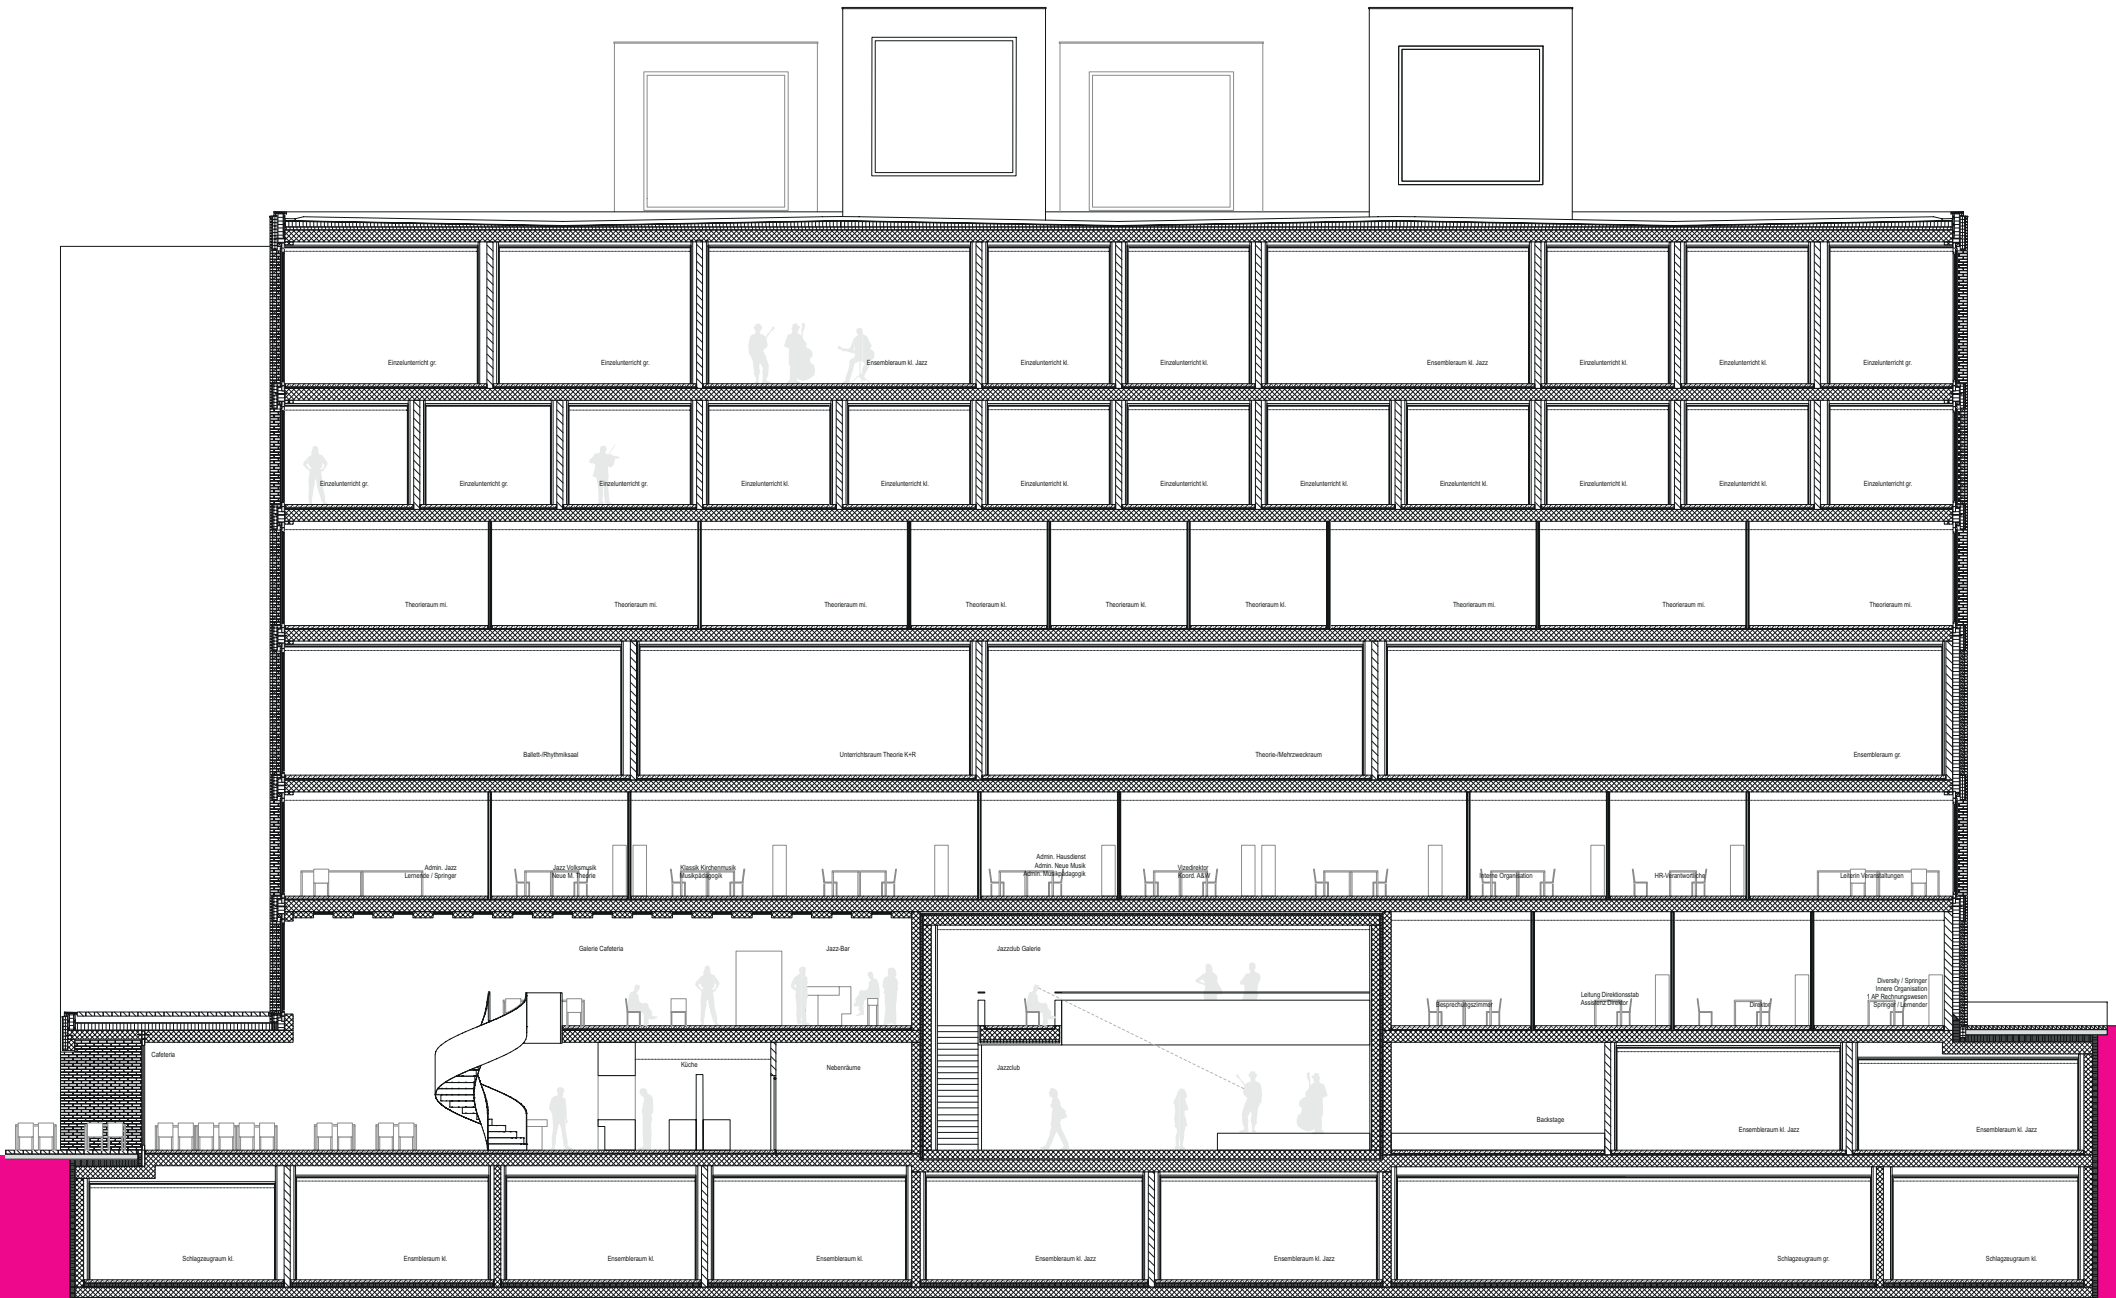 Einzelunterricht gr.
Einzelunterricht gr.
Ensembleraum kl. Jazz
Einzelunterricht kl.
Einzelunterricht kl.
Ensembleraum kl. Jazz
Einzelunterricht kl.
Einzelunterricht kl.
Einzelunterricht gr.
Einzelunterricht gr.
Einzelunterricht gr.
Einzelunterricht gr.
Einzelunterricht kl.
Einzelunterricht kl.
Einzelunterricht kl.
Einzelunterricht kl.
Einzelunterricht kl.
Einzelunterricht kl.
Einzelunterricht kl.
Einzelunterricht kl.
Einzelunterricht gr.
Theorieraum mi.
Theorieraum mi.
Theorieraum mi.
Theorieraum kl.
Theorieraum kl.
Theorieraum kl.
Theorieraum mi.
Theorieraum mi.
Theorieraum mi.
Ballett-/Rhythmiksaal
Unterrichtsraum Theorie K+R
Theorie-/Mehrzweckraum
Ensembleraum gr.
Admin. Jazz
Lernende / Springer
Jazz Volksmusik
Neue M. Theorie
Klassik Kirchenmusik
Musikpädagogik
Admin. Hausdienst
Admin. Neue Musik
Admin. Musikpädagogik
Vizedirektor
Koord. A&W
Interne Organisation
HR-Verantwortliche
Leiterin Veranstaltungen
Galerie Cafeteria
Jazz-Bar
Jazzclub Galerie
Besprechungszimmer
Leitung Direktionsstab
Assistenz Direktor
Direktor
Diversity / Springer
Innere Organisation
1 AP Rechnungswesen
Springer / Lernender
Cafeteria
Küche
Nebenräume
Jazzclub
Backstage
Ensembleraum kl. Jazz
Ensembleraum kl. Jazz
Schlagzeugraum kl.
Ensmbleraum kl.
Ensembleraum kl.
Ensembleraum kl.
Ensembleraum kl. Jazz
Ensembleraum kl. Jazz
Schlagzeugraum gr.
Schlagzeugraum kl.